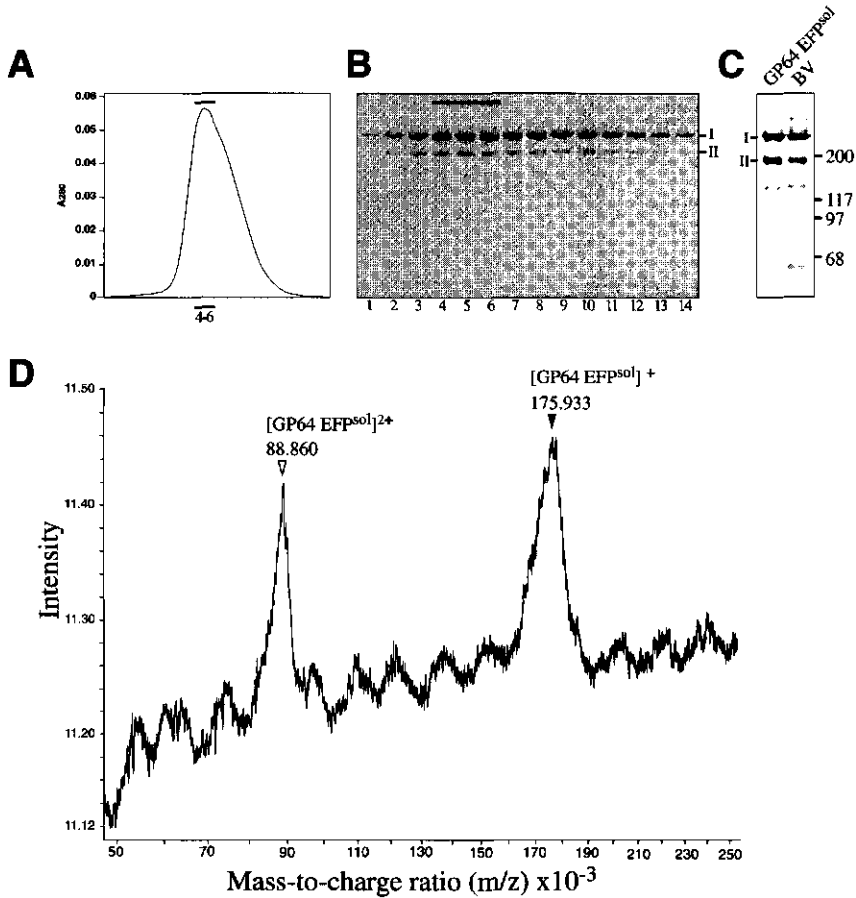 A
0.06
0.05
0.04
0.03
0.02
0.01
0
A280
4-6
B
I
II
1 2 3 4 5 6 7 8 9 10 11 12 13 14
C
GP64 EFPsol
BV
I
II
200
117
97
68
D
[GP64 EFPsol]2+
88.860
[GP64 EFPsol] +
175.933
11.50
11.40
11.30
11.20
11.12
Intensity
50 70 90 110 130 150 170 190 210 230 250
Mass-to-charge ratio (m/z) x10-3